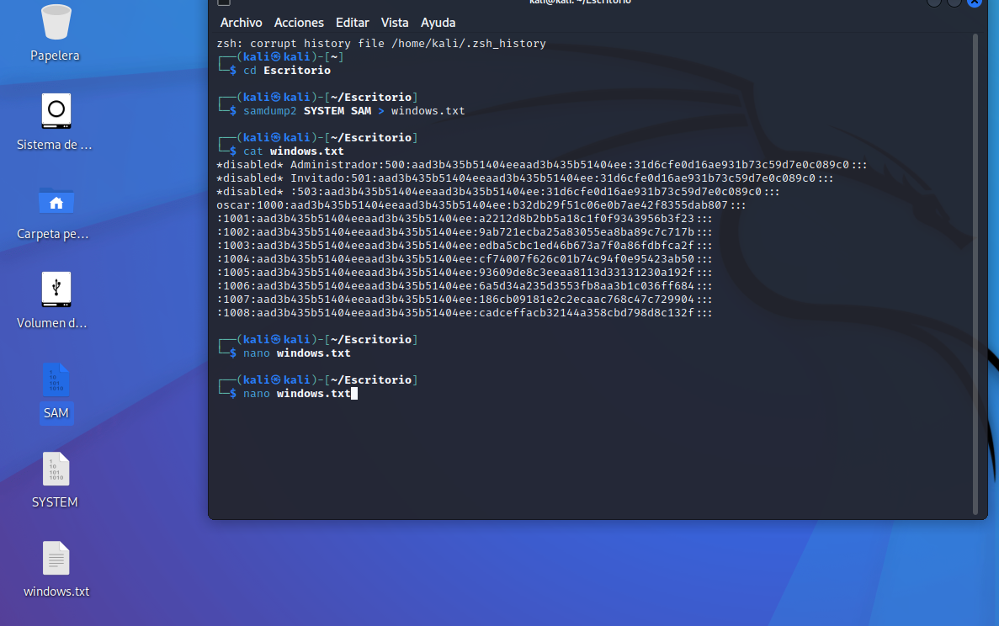 Papelera
Sistema de ...
Carpeta pe...
Volumen d...
SAM
SYSTEM
windows.txt
kali@kali: ~/Escritorio
Archivo Acciones Editar Vista Ayuda
zsh: corrupt history file /home/kali/.zsh_history
┌──(kali㉿kali)-[~]
└─$ cd Escritorio
┌──(kali㉿kali)-[~/Escritorio]
└─$ samdump2 SYSTEM SAM > windows.txt
┌──(kali㉿kali)-[~/Escritorio]
└─$ cat windows.txt
*disabled* Administrador:500:aad3b435b51404eeaad3b435b51404ee:31d6cfe0d16ae931b73c59d7e0c089c0:::
*disabled* Invitado:501:aad3b435b51404eeaad3b435b51404ee:31d6cfe0d16ae931b73c59d7e0c089c0:::
*disabled* :503:aad3b435b51404eeaad3b435b51404ee:31d6cfe0d16ae931b73c59d7e0c089c0:::
oscar:1000:aad3b435b51404eeaad3b435b51404ee:b32db29f51c06e0b7ae42f8355dab807:::
:1001:aad3b435b51404eeaad3b435b51404ee:a2212d8b2bb5a18c1f0f9343956b3f23:::
:1002:aad3b435b51404eeaad3b435b51404ee:9ab721ecba25a83055ea8ba89c7c717b:::
:1003:aad3b435b51404eeaad3b435b51404ee:edba5cbc1ed46b673a7f0a86fdbfca2f:::
:1004:aad3b435b51404eeaad3b435b51404ee:cf74007f626c01b74c94f0e95423ab50:::
:1005:aad3b435b51404eeaad3b435b51404ee:93609de8c3eeaa8113d33131230a192f:::
:1006:aad3b435b51404eeaad3b435b51404ee:6a5d34a235d3553fb8aa3b1c036ff684:::
:1007:aad3b435b51404eeaad3b435b51404ee:186cb09181e2c2ecaac768c47c729904:::
:1008:aad3b435b51404eeaad3b435b51404ee:cadceffacb32144a358cbd798d8c132f:::
┌──(kali㉿kali)-[~/Escritorio]
└─$ nano windows.txt
┌──(kali㉿kali)-[~/Escritorio]
└─$ nano windows.txt